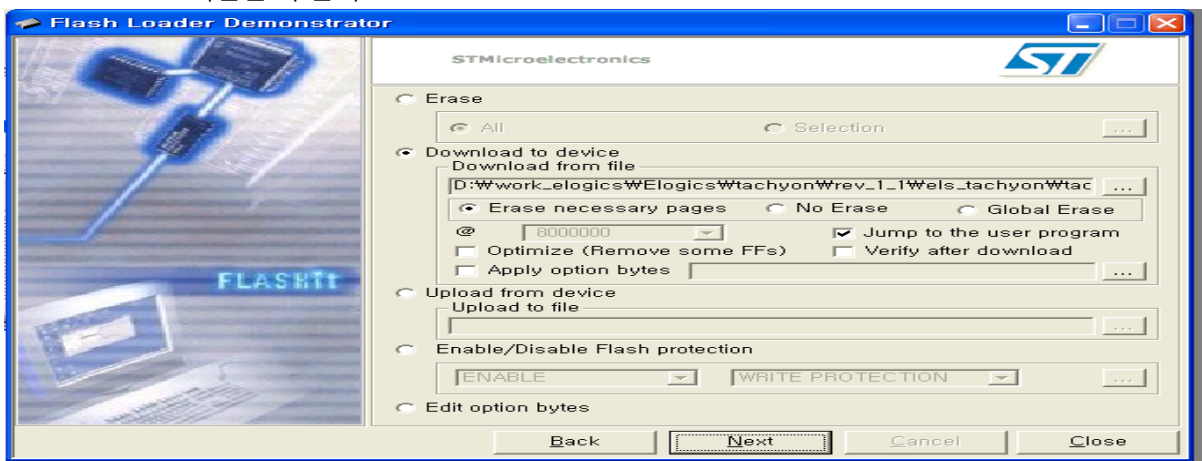 Flash Loader Demonstrator
STMicroelectronics
ST
Erase
All Selection ...
Download to device
Download from file
D:₩work_elogics₩Elogics₩tachyon₩rev_1_1₩els_tachyon₩tac ...
Erase necessary pages No Erase Global Erase
@ 8000000 Jump to the user program
Optimize (Remove some FFs) Verify after download
Apply option bytes ...
FLASHit
Upload from device
Upload to file
...
Enable/Disable Flash protection
ENABLE WRITE PROTECTION ...
Edit option bytes
Back Next Cancel Close